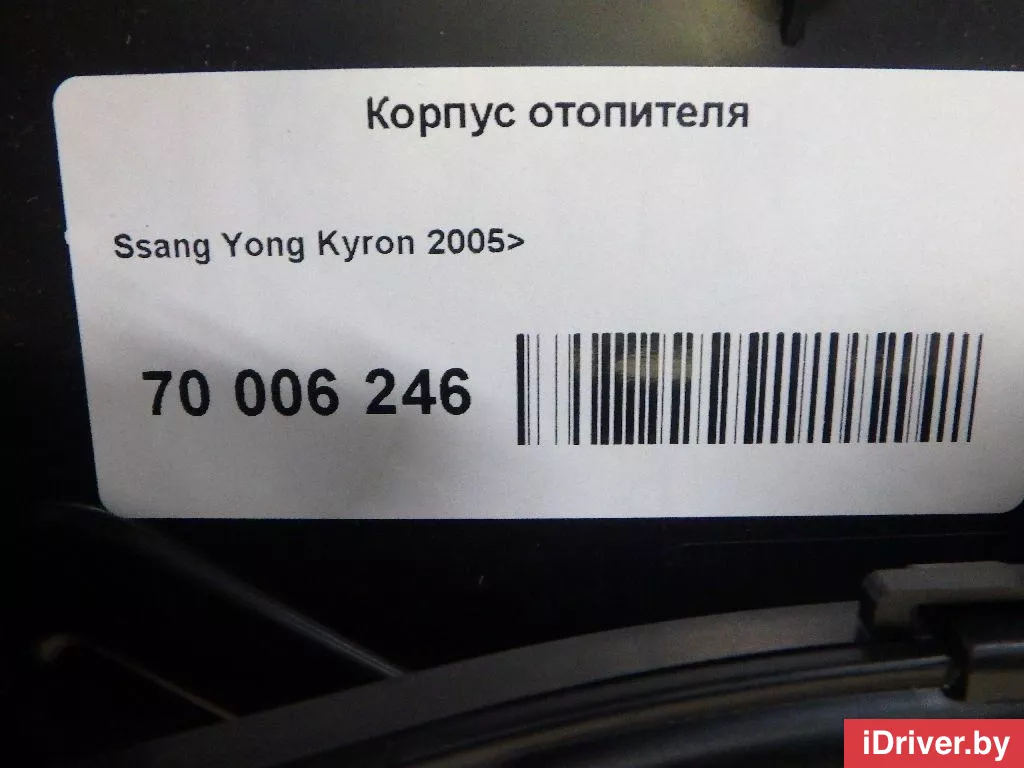 Корпус отопителя
Ssang Yong Kyron 2005>
70 006 246
iDriver.by